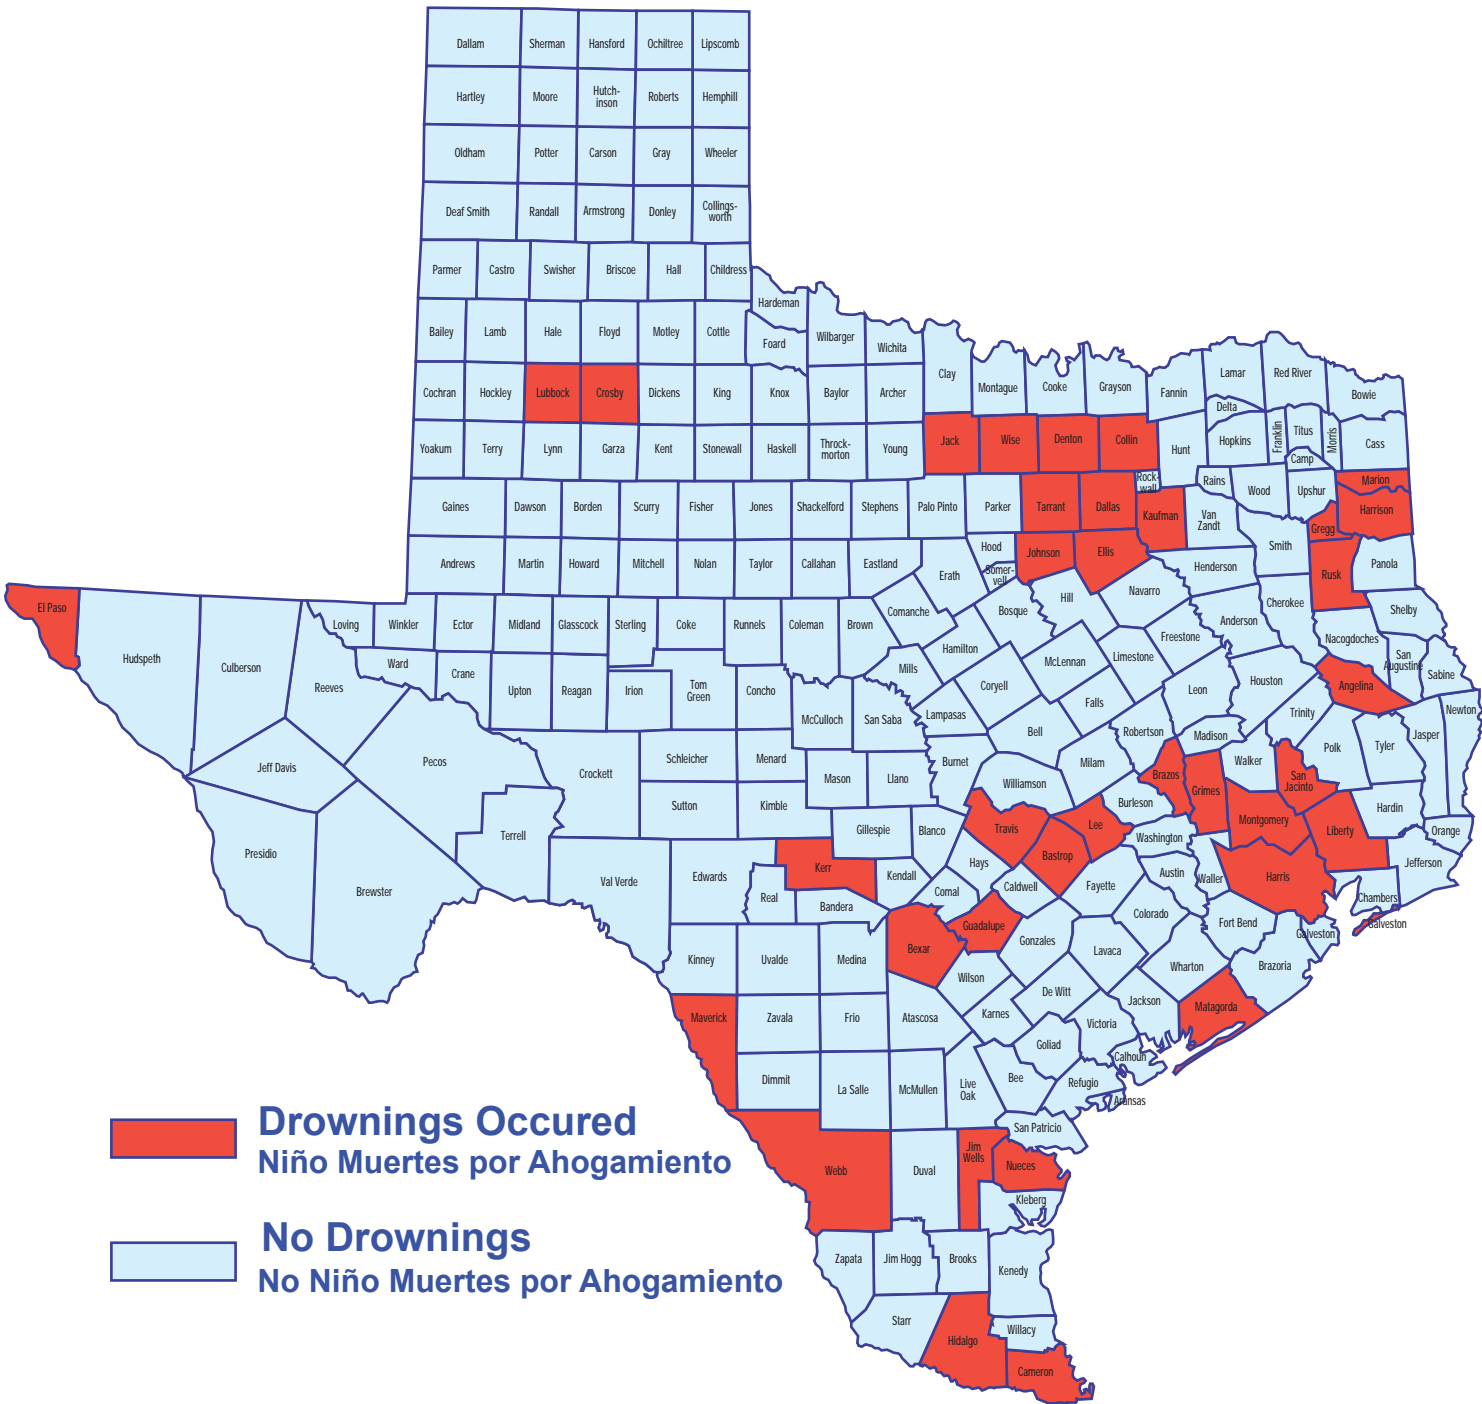 Dallam Sherman Hansford Ochiltree Lipscomb
Hartley Moore Hutch-
inson Roberts Hemphill
Oldham Potter Carson Gray Wheeler
Deaf Smith Randall Armstrong Donley Collings-
worth
Parmer Castro Swisher Briscoe Hall Childress
Hardeman
Bailey Lamb Hale Floyd Motley Cottle Foard Wilbarger Wichita
Clay Montague Cooke Grayson Fannin Lamar Red River Bowie
Cochran Hockley Lubbock Crosby Dickens King Knox Baylor Archer
Delta
Yoakum Terry Lynn Garza Kent Stonewall Haskell Throck-
morton Young Jack Wise Denton Collin Hunt Hopkins Franklin Titus Morris Cass
Camp
Gaines Dawson Borden Scurry Fisher Jones Shackelford Stephens Palo Pinto Parker Tarrant Dallas Rock-
wall Kaufman Rains Wood Upshur Marion
Van
Zandt Gregg Harrison
Andrews Martin Howard Mitchell Nolan Taylor Callahan Eastland Erath Hood Johnson Ellis Henderson Smith Rusk Panola
Somer-
vell
El Paso Hudspeth Culberson Reeves Loving Winkler Ector Midland Glasscock Sterling Coke Runnels Coleman Brown Comanche Bosque Hill Navarro Anderson Cherokee Shelby
Ward Crane Upton Reagan Irion Tom
Green Concho Mills Hamilton McLennan Limestone Freestone Nacogdoches San
Augustine Sabine
McCulloch San Saba Lampasas Coryell Falls Leon Houston Angelina Newton
Jeff Davis Pecos Crockett Schleicher Menard Mason Llano Burnet Bell Milam Robertson Madison Trinity Polk Tyler Jasper
Sutton Kimble Williamson Brazos Walker San
Jacinto
Burleson Grimes Hardin
Presidio Brewster Terrell Gillespie Blanco Travis Lee Washington Montgomery Liberty Orange
Val Verde Edwards Real Kerr Kendall Hays Bastrop Austin Waller Harris Jefferson
Bandera Comal Caldwell Fayette Chambers
Colorado Fort Bend Galveston Galveston
Kinney Uvalde Medina Bexar Guadalupe Gonzales Lavaca Wharton Brazoria
Wilson
Maverick Zavala Frio Atascosa Karnes De Witt Jackson Matagorda
Victoria
Goliad Calhoun
Dimmit La Salle McMullen Live
Oak Bee Refugio
Aransas
San Patricio
Drownings Occured
Niño Muertes por Ahogamiento
Webb Duval Jim
Wells Nueces
Kleberg
No Drownings
No Niño Muertes por Ahogamiento
Zapata Jim Hogg Brooks Kenedy
Starr Willacy
Hidalgo
Cameron